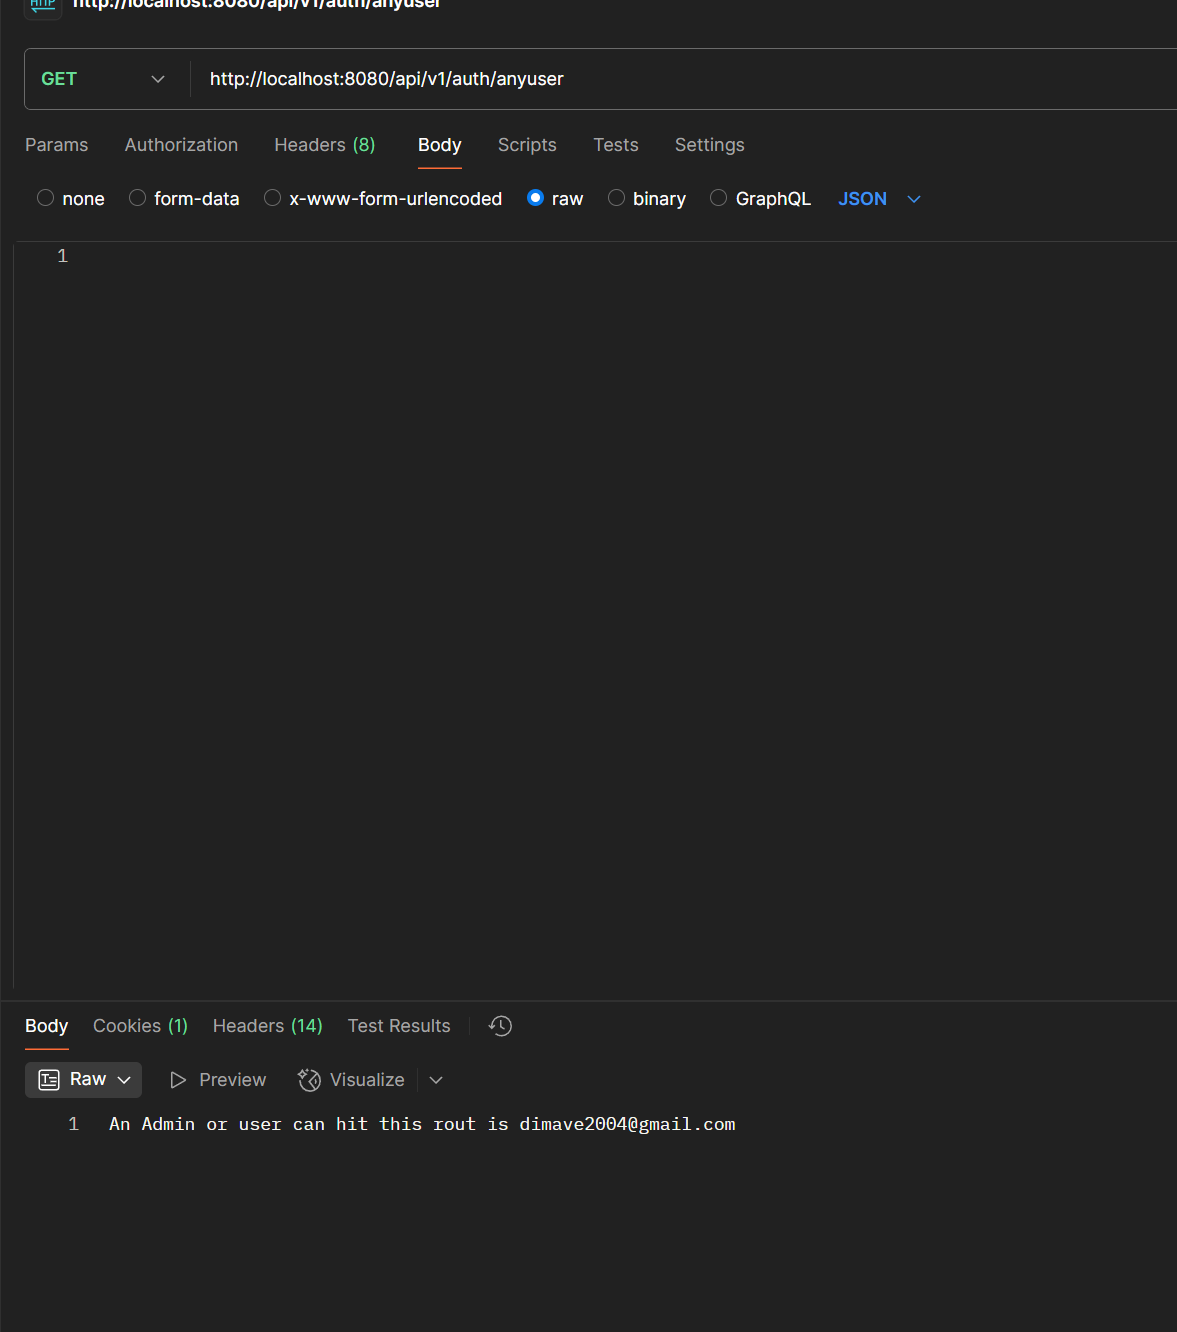 HTTP http://localhost:8080/api/v1/auth/anyuser
GET http://localhost:8080/api/v1/auth/anyuser
Params Authorization Headers (8) Body Scripts Tests Settings
none form-data x-www-form-urlencoded raw binary GraphQL JSON
1
Body Cookies (1) Headers (14) Test Results
Raw Preview Visualize
1 An Admin or user can hit this rout is dimave2004@gmail.com